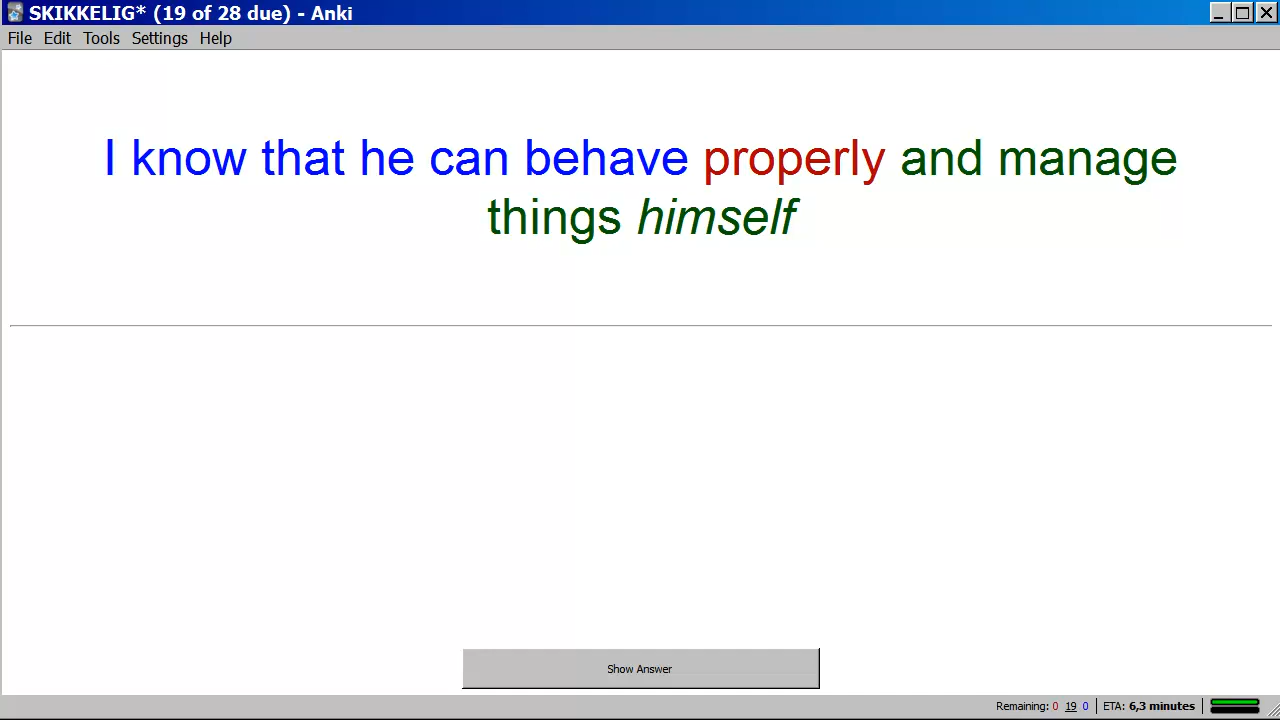 SKIKKELIG* (19 of 28 due) - Anki
File Edit Tools Settings Help
I know that he can behave properly and manage
things himself
Show Answer
Remaining: 0 19 0 ETA: 6,3 minutes